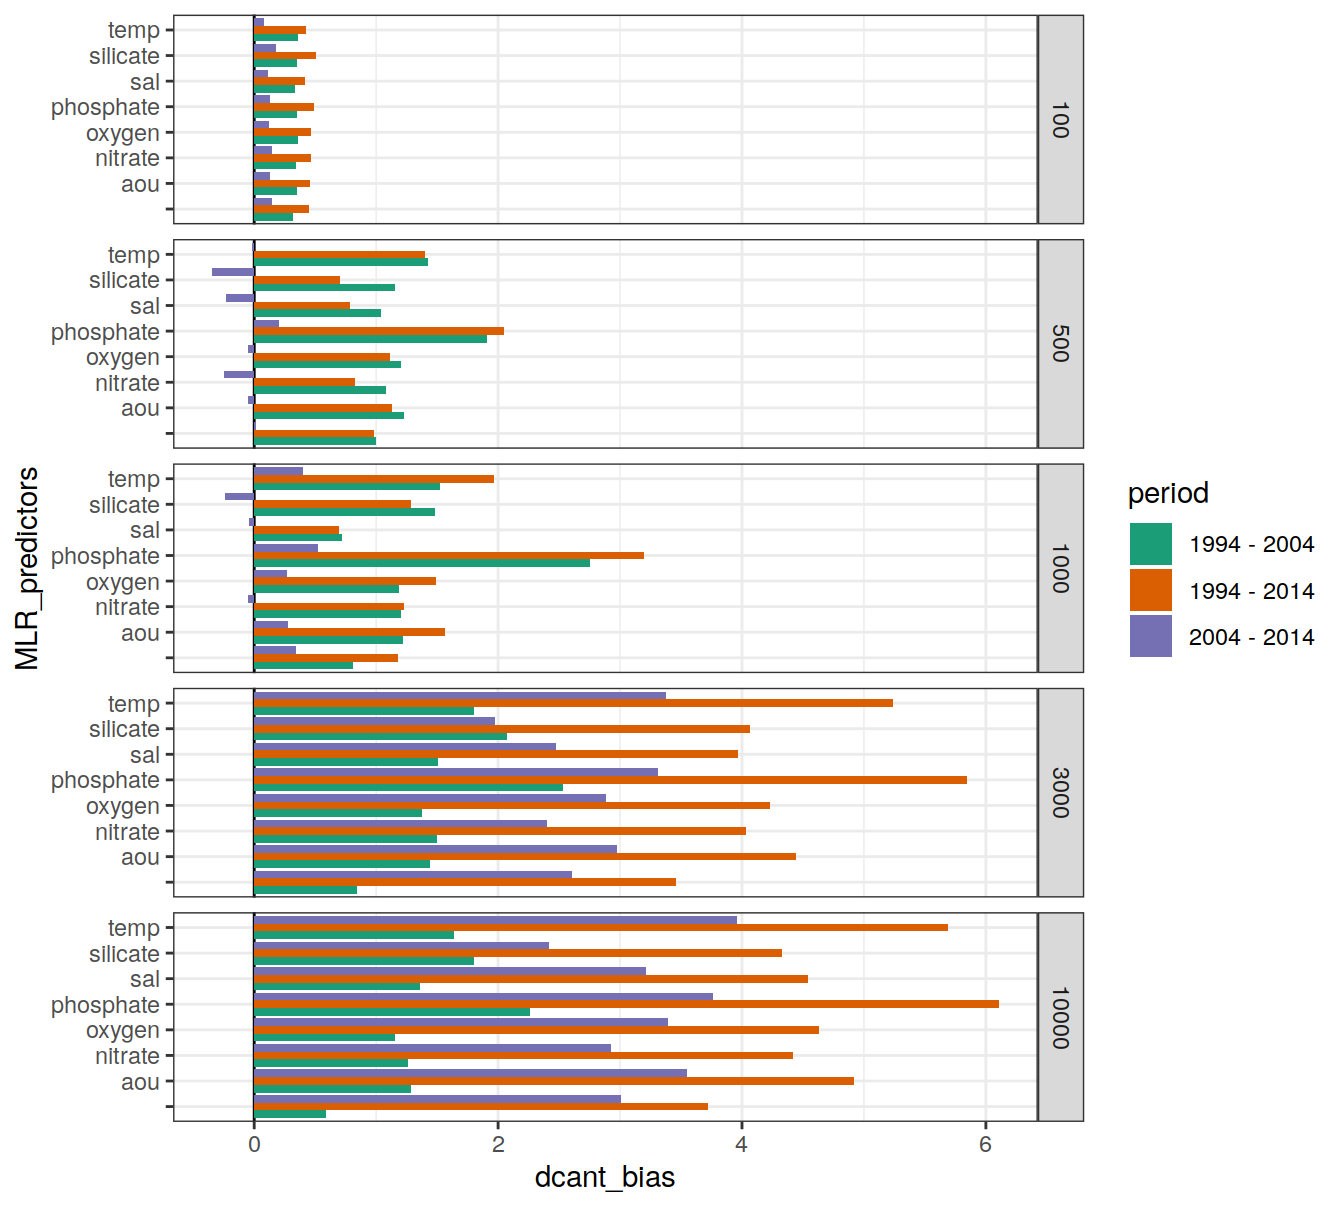 temp
silicate
sal
phosphate
oxygen
nitrate
aou
100
temp
silicate
sal
phosphate
oxygen
nitrate
aou
500
temp
silicate
sal
phosphate
oxygen
nitrate
aou
1000
temp
silicate
sal
phosphate
oxygen
nitrate
aou
3000
temp
silicate
sal
phosphate
oxygen
nitrate
aou
10000
0 2 4 6
dcant_bias
MLR_predictors
period
1994 - 2004
1994 - 2014
2004 - 2014